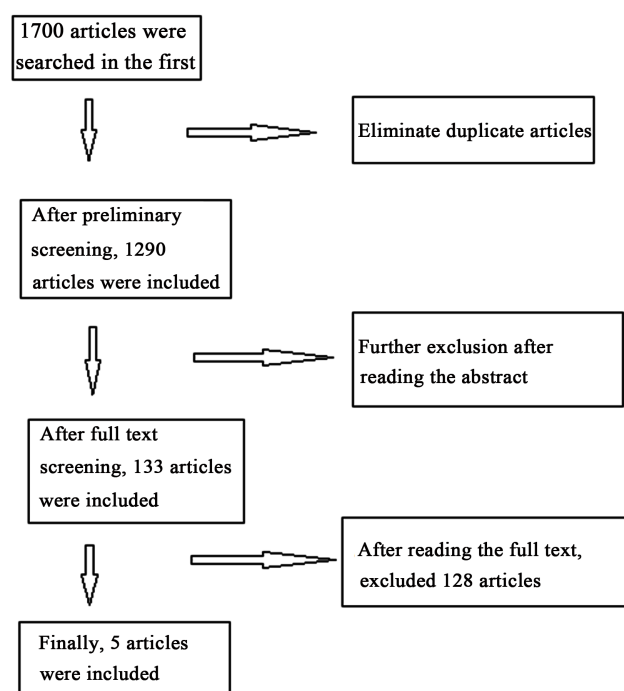 1700 articles were
searched in the first
Eliminate duplicate articles
After preliminary
screening, 1290
articles were included
Further exclusion after
reading the abstract
After full text
screening, 133 articles
were included
After reading the full text,
excluded 128 articles
Finally, 5 articles
were included